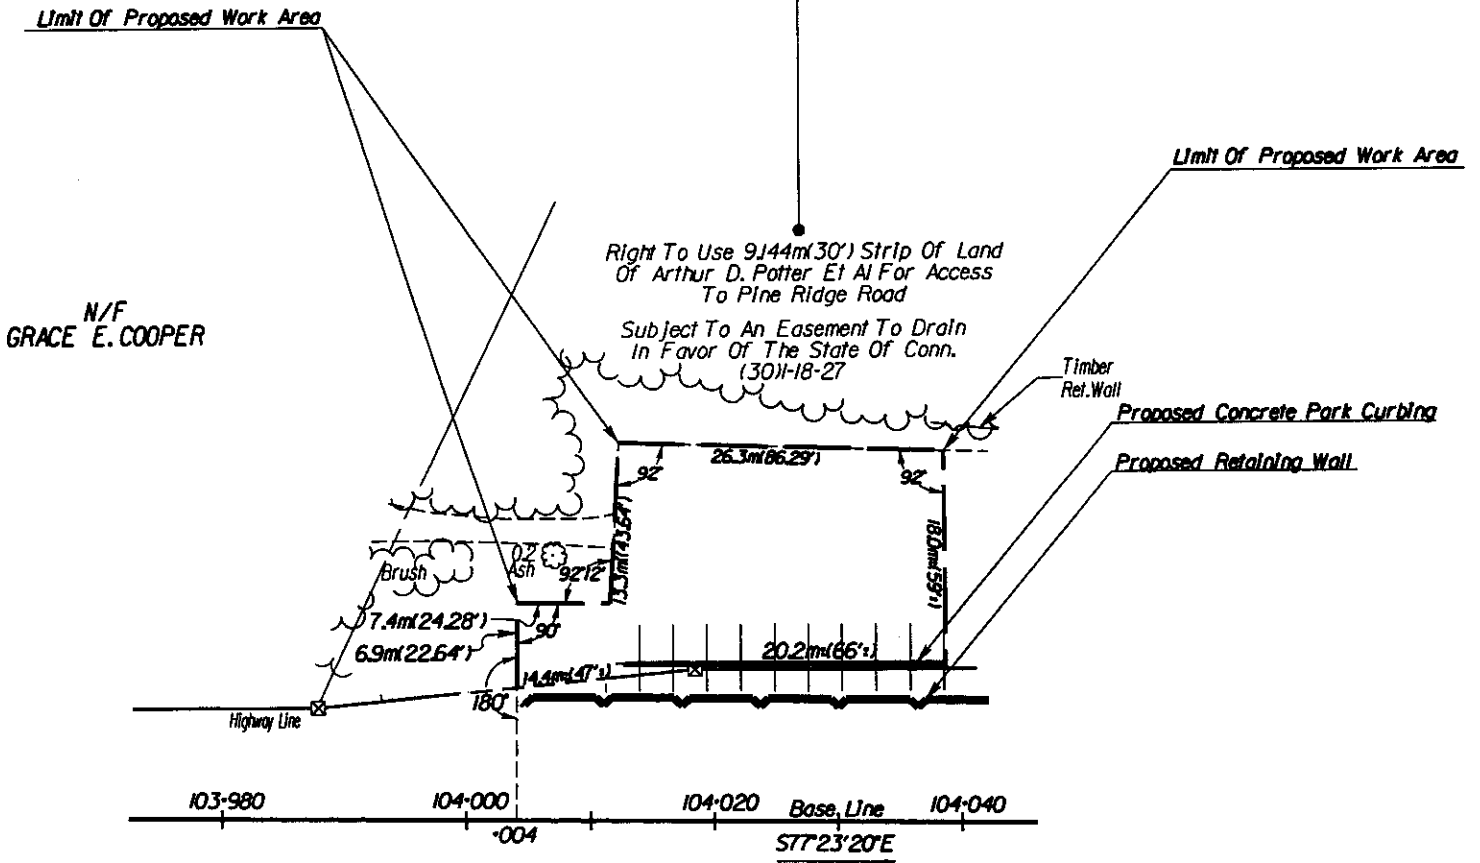 Limit Of Proposed Work Area
Limit Of Proposed Work Area
Right To Use 9.144m(30') Strip Of Land
Of Arthur D. Potter Et Al For Access
To Pine Ridge Road
N/F
GRACE E. COOPER
Subject To An Easement To Drain
In Favor Of The State Of Conn.
(30)1-18-27
Timber
Ret.Wall
Proposed Concrete Park Curbing
Proposed Retaining Wall
26.3m(86.29')
92°
92°
13.3m(43.64')
18.0m±(59'±)
0.2
Ash
Brush
92°12'
7.4m(24.28')
90°
6.9m(22.64')
20.2m±(66'±)
14.4m±(47'±)
180°
Highway Line
103+980
104+000
104+020
Base Line
104+040
+004
S77°23'20"E